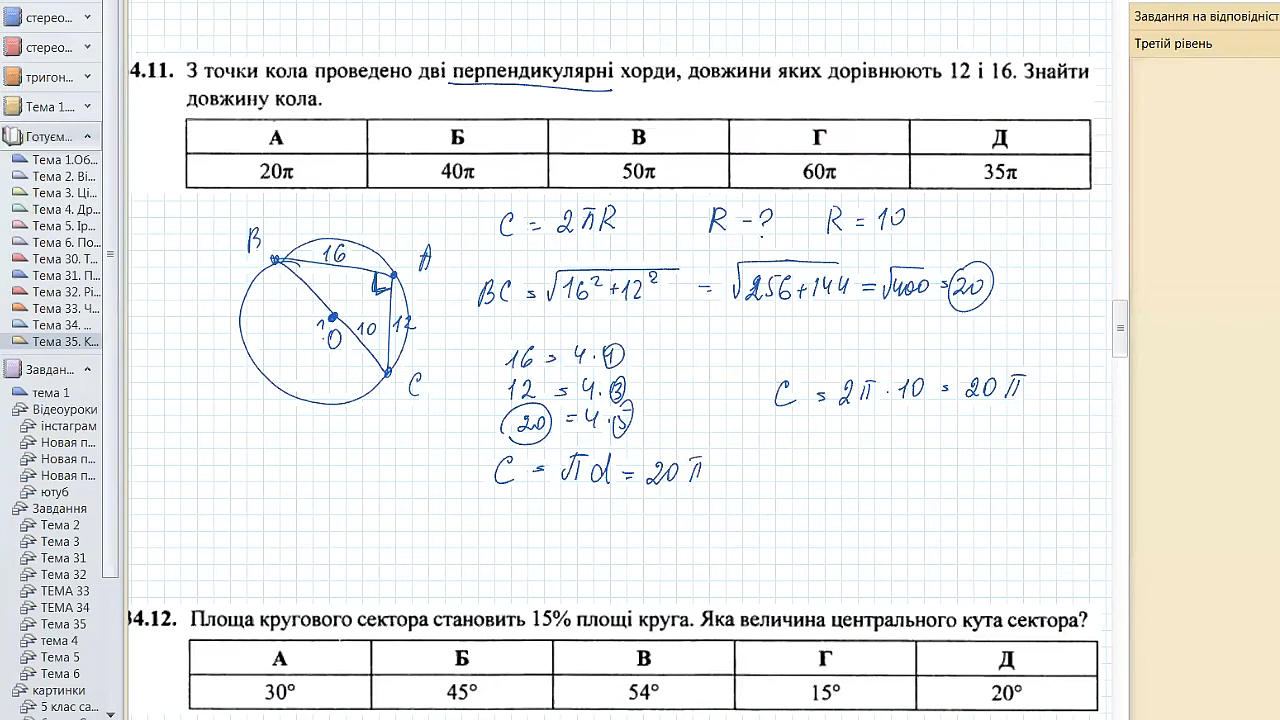 стерео...
стерео...
тригон...
Тема 1....
Готуєм...
Тема 1.Об...
Тема 2. Ві...
Тема 3. Ці...
Тема 4. Др...
Тема 5. Ір...
Тема 6. По...
Тема 30. Т...
Тема 31. П...
Тема 32. Рі...
Тема 33. Ч...
Тема 34. ...
Тема 35. К...
Завдан...
тема 1
Відеоуроки
інстаграм
Новая п...
Новая п...
Новая п...
ютуб
Завдання
Тема 2
Тема 3
Тема 31
Тема 32
ТЕМА 33
ТЕМА 34
Тема 35
тема 4
Тема 5
Тема 6
картинки
5 клас са...
4.11. З точки кола проведено дві перпендикулярні хорди, довжини яких дорівнюють 12 і 16. Знайти
довжину кола.
А Б В Г Д
20π 40π 50π 60π 35π
B 16 A
? O 10 12
C
C = 2πR R - ? R = 10
BC = √16² + 12² = √256 + 144 = √400 = 20
16 = 4 · 4
12 = 4 · 3
20 = 4 · 5
C = 2π · 10 = 20π
C = πd = 20π
34.12. Площа кругового сектора становить 15% площі круга. Яка величина центрального кута сектора?
А Б В Г Д
30° 45° 54° 15° 20°
Завдання на відповідніст
Третій рівень